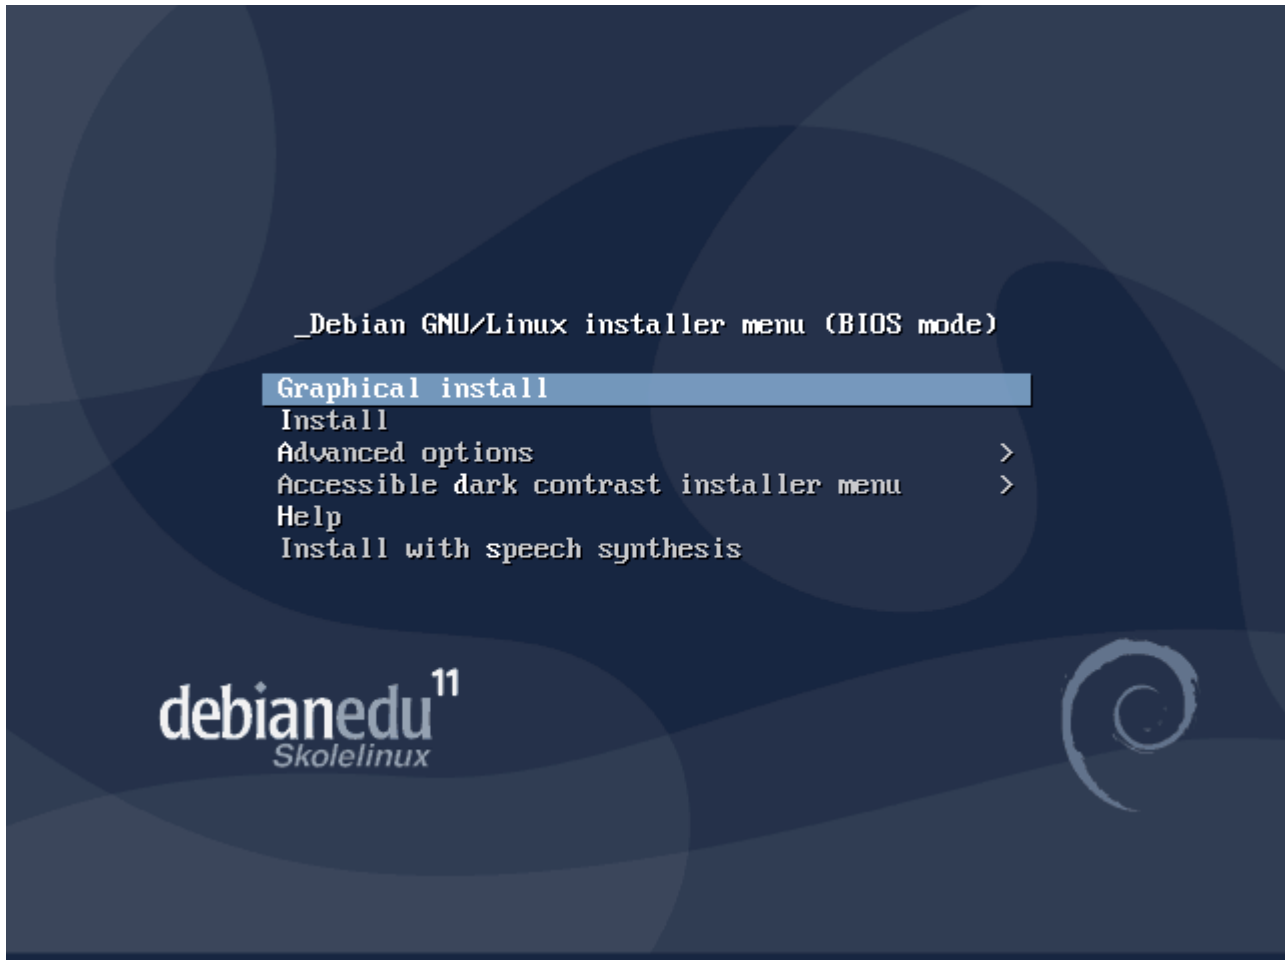 _Debian GNU/Linux installer menu (BIOS mode)
Graphical install
Install
Advanced options >
Accessible dark contrast installer menu >
Help
Install with speech synthesis
debianedu 11
Skolelinux